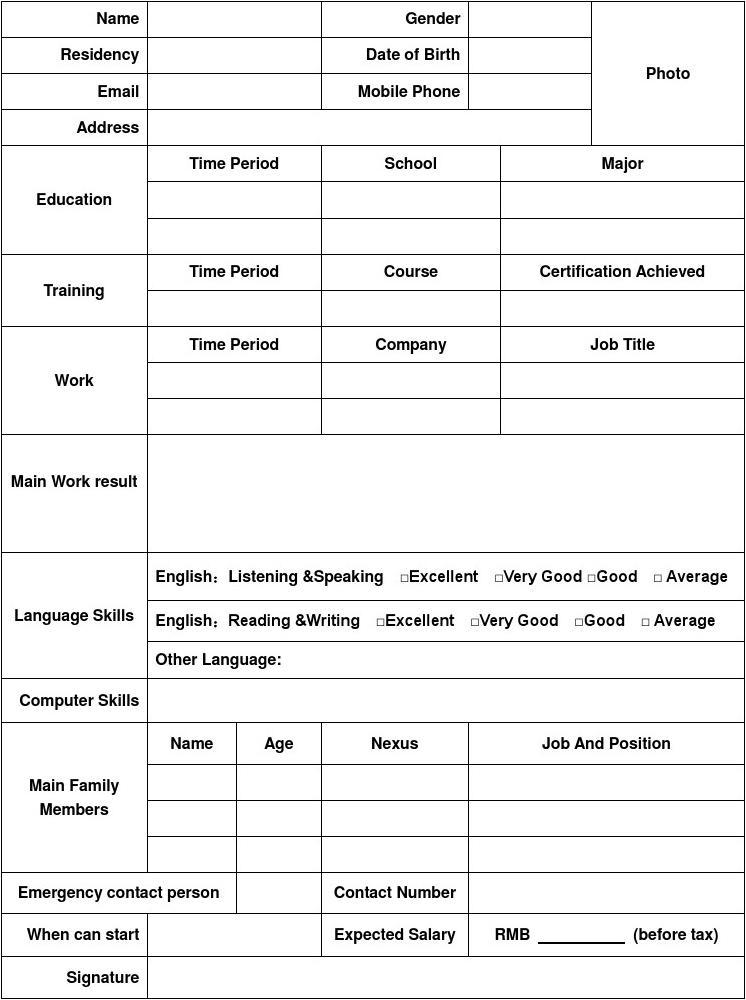 Name Gender
Photo
Residency Date of Birth
Email Mobile Phone
Address
Education
Time Period School Major
Training
Time Period Course Certification Achieved
Work
Time Period Company Job Title
Main Work result
Language Skills
English：Listening &Speaking □Excellent □Very Good □Good □ Average
English：Reading &Writing □Excellent □Very Good □Good □ Average
Other Language:
Computer Skills
Main Family
Members
Name Age Nexus Job And Position
Emergency contact person Contact Number
When can start Expected Salary RMB __________ (before tax)
Signature